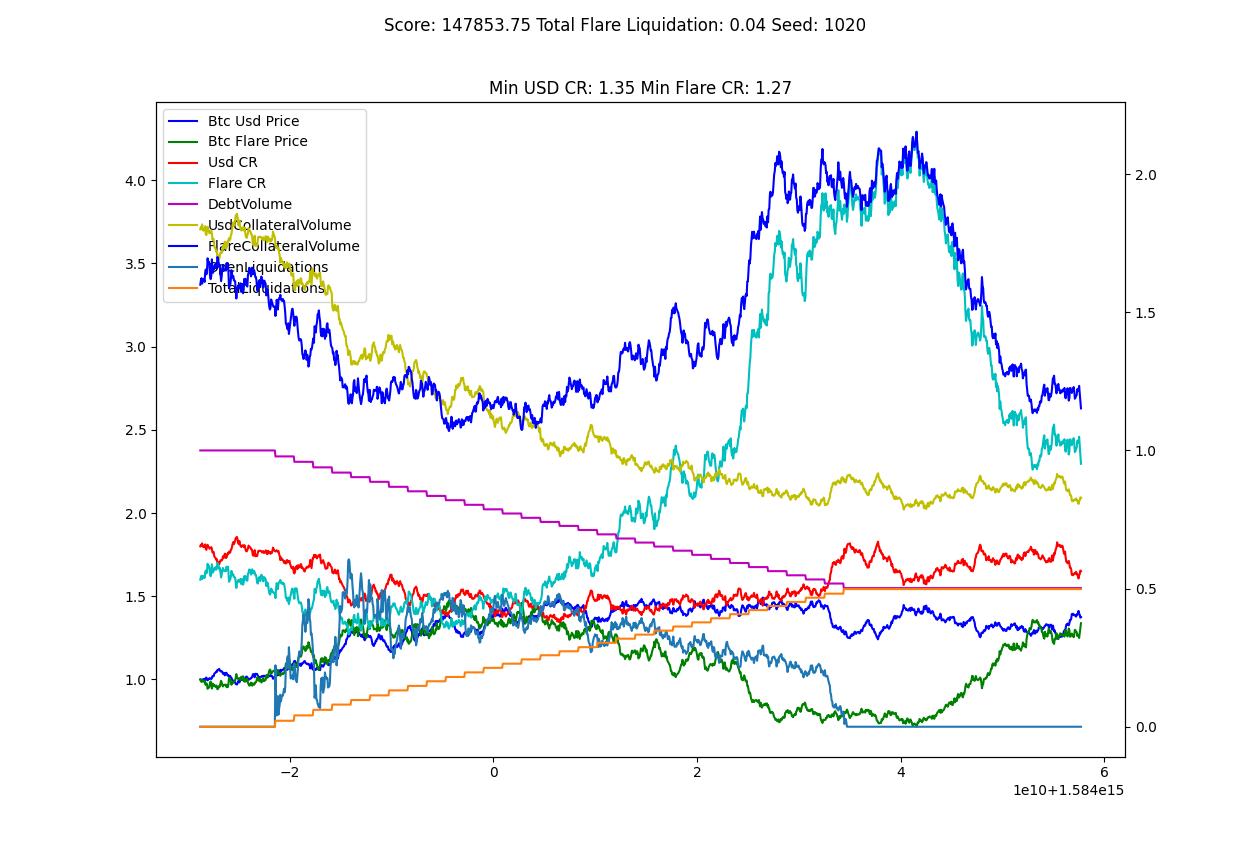 Score: 147853.75 Total Flare Liquidation: 0.04 Seed: 1020
Min USD CR: 1.35 Min Flare CR: 1.27
Btc Usd Price
Btc Flare Price
Usd CR
Flare CR
DebtVolume
UsdCollateralVolume
FlareCollateralVolume
OpenLiquidations
TotalLiquidations
4.0
3.5
3.0
2.5
2.0
1.5
1.0
2.0
1.5
1.0
0.5
0.0
−2
0
2
4
6
1e10+1.584e15